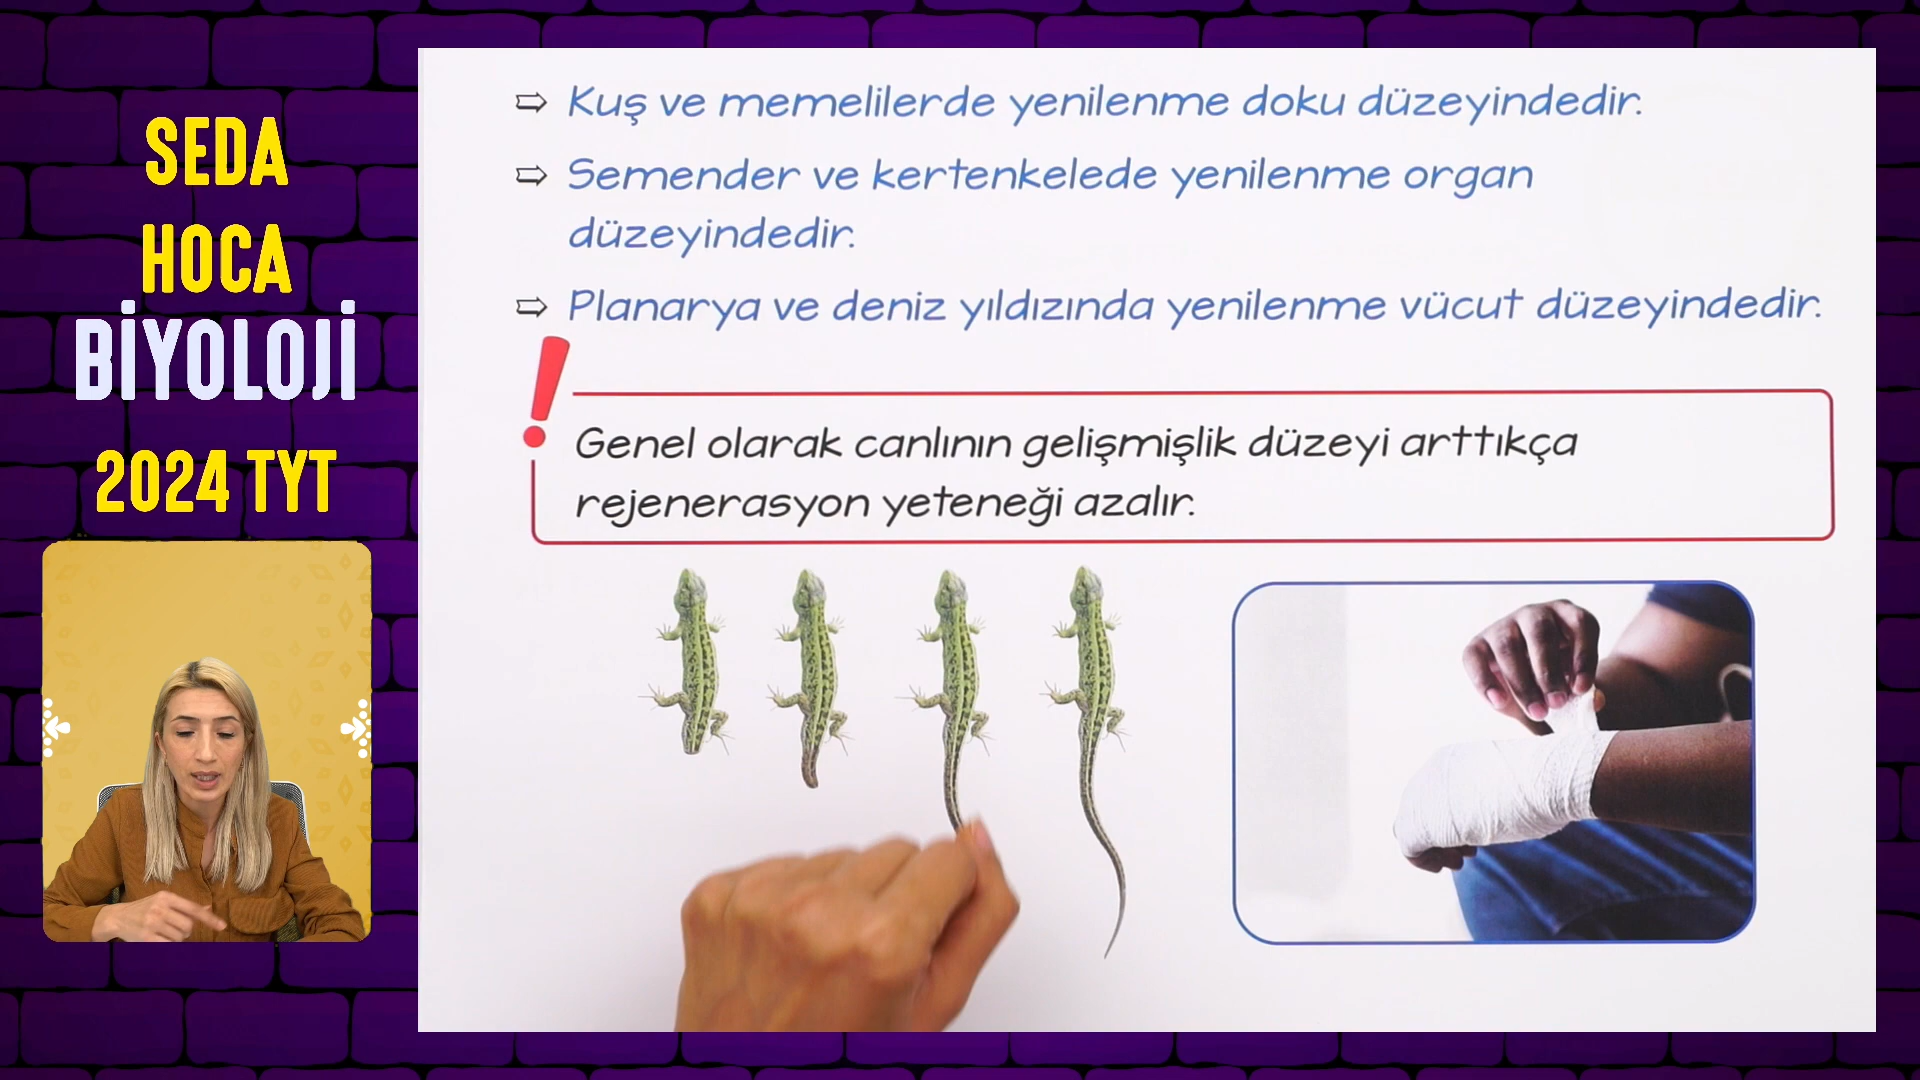 SEDA
HOCA
BİYOLOJİ
2024 TYT
⇨ Kuş ve memelilerde yenilenme doku düzeyindedir.
⇨ Semender ve kertenkelede yenilenme organ
düzeyindedir.
⇨ Planarya ve deniz yıldızında yenilenme vücut düzeyindedir.
!
Genel olarak canlının gelişmişlik düzeyi arttıkça
rejenerasyon yeteneği azalır.